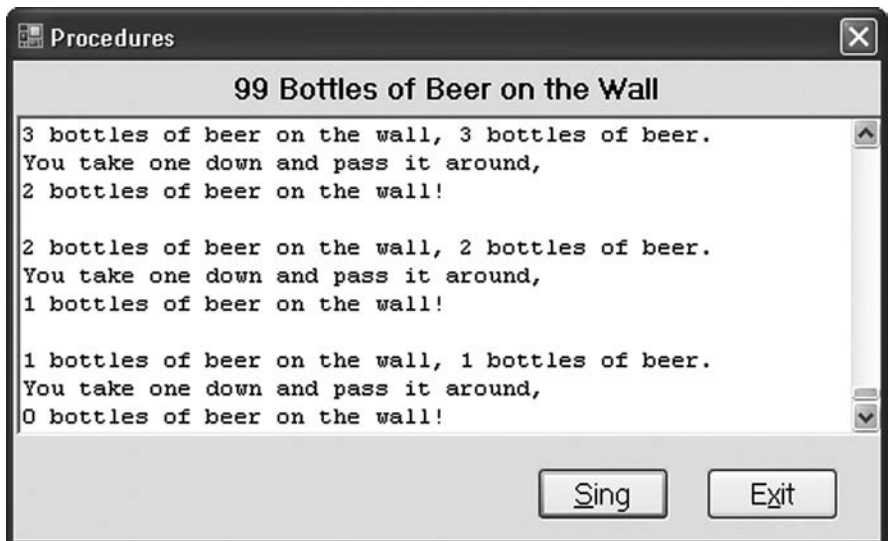 Procedures
99 Bottles of Beer on the Wall
3 bottles of beer on the wall, 3 bottles of beer.
You take one down and pass it around,
2 bottles of beer on the wall!
2 bottles of beer on the wall, 2 bottles of beer.
You take one down and pass it around,
1 bottles of beer on the wall!
1 bottles of beer on the wall, 1 bottles of beer.
You take one down and pass it around,
0 bottles of beer on the wall!
Sing Exit